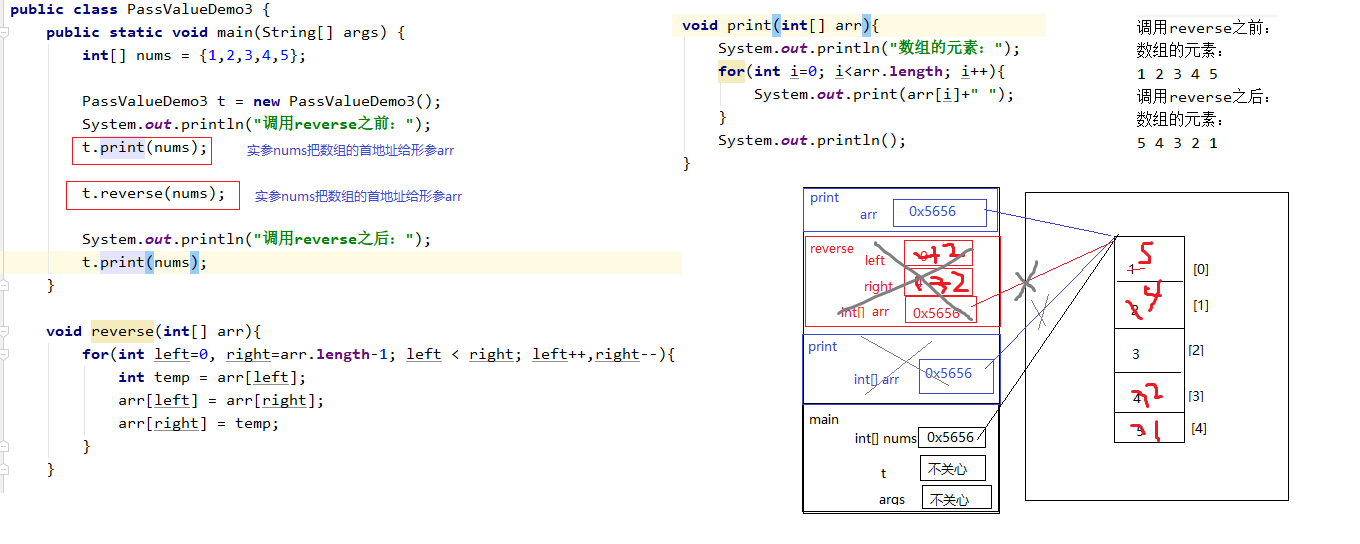 public class PassValueDemo3 {
public static void main(String[] args) {
int[] nums = {1,2,3,4,5};
PassValueDemo3 t = new PassValueDemo3();
System.out.println("调用reverse之前：");
t.print(nums);
实参nums把数组的首地址给形参arr
t.reverse(nums);
实参nums把数组的首地址给形参arr
System.out.println("调用reverse之后：");
t.print(nums);
}
void reverse(int[] arr){
for(int left=0, right=arr.length-1; left < right; left++,right--){
int temp = arr[left];
arr[left] = arr[right];
arr[right] = temp;
}
}
void print(int[] arr){
System.out.println("数组的元素：");
for(int i=0; i<arr.length; i++){
System.out.print(arr[i]+" ");
}
System.out.println();
}
调用reverse之前：
数组的元素：
1 2 3 4 5
调用reverse之后：
数组的元素：
5 4 3 2 1
print
arr 0x5656
reverse
left 2
right 2
int[] arr 0x5656
print
int[] arr 0x5656
main
int[] nums 0x5656
t 不关心
args 不关心
1 5 [0]
2 4 [1]
3 [2]
4 2 [3]
5 1 [4]